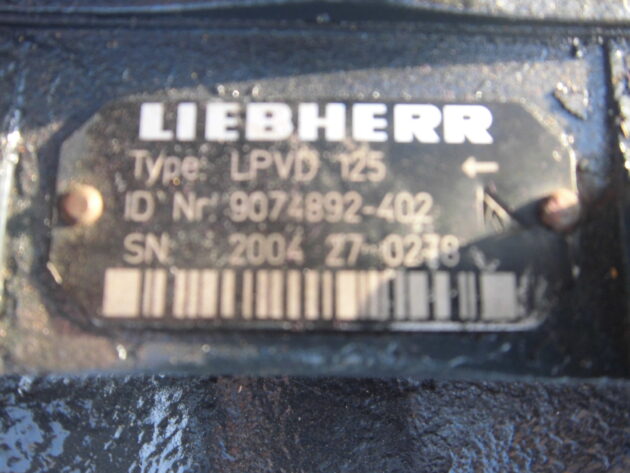 LIEBHERR
Type: LPVD 125 ←
ID Nr: 9074892-402
SN: 2004 27-0278